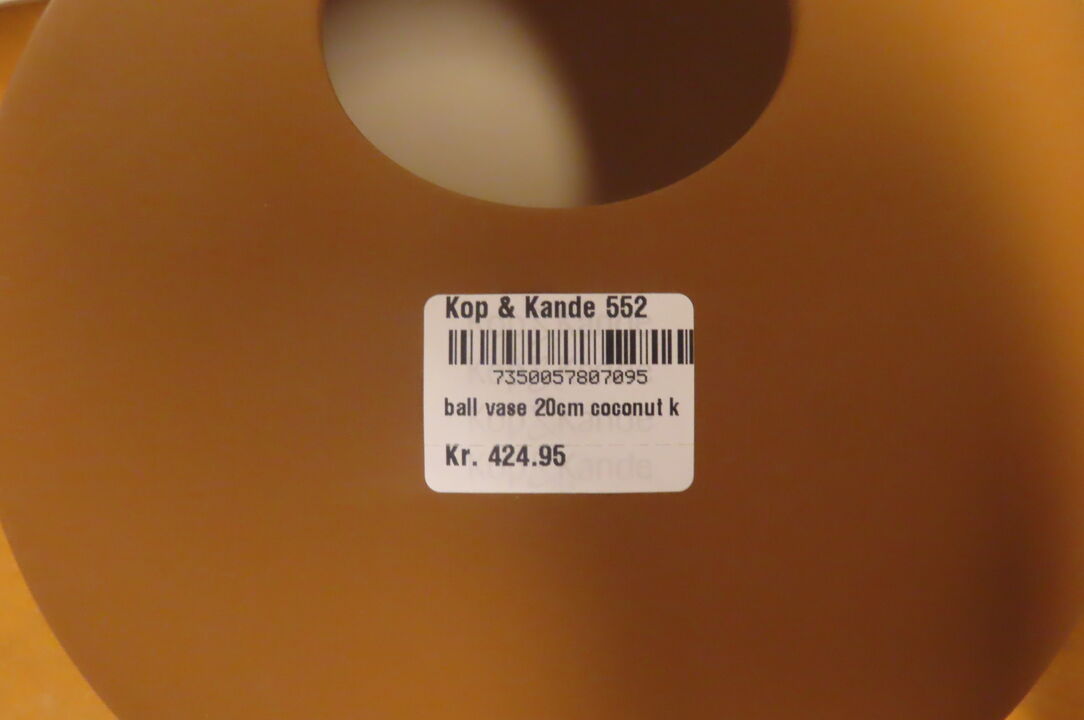 Kop & Kande 552
7350057807095
ball vase 20cm coconut k
Kr. 424.95